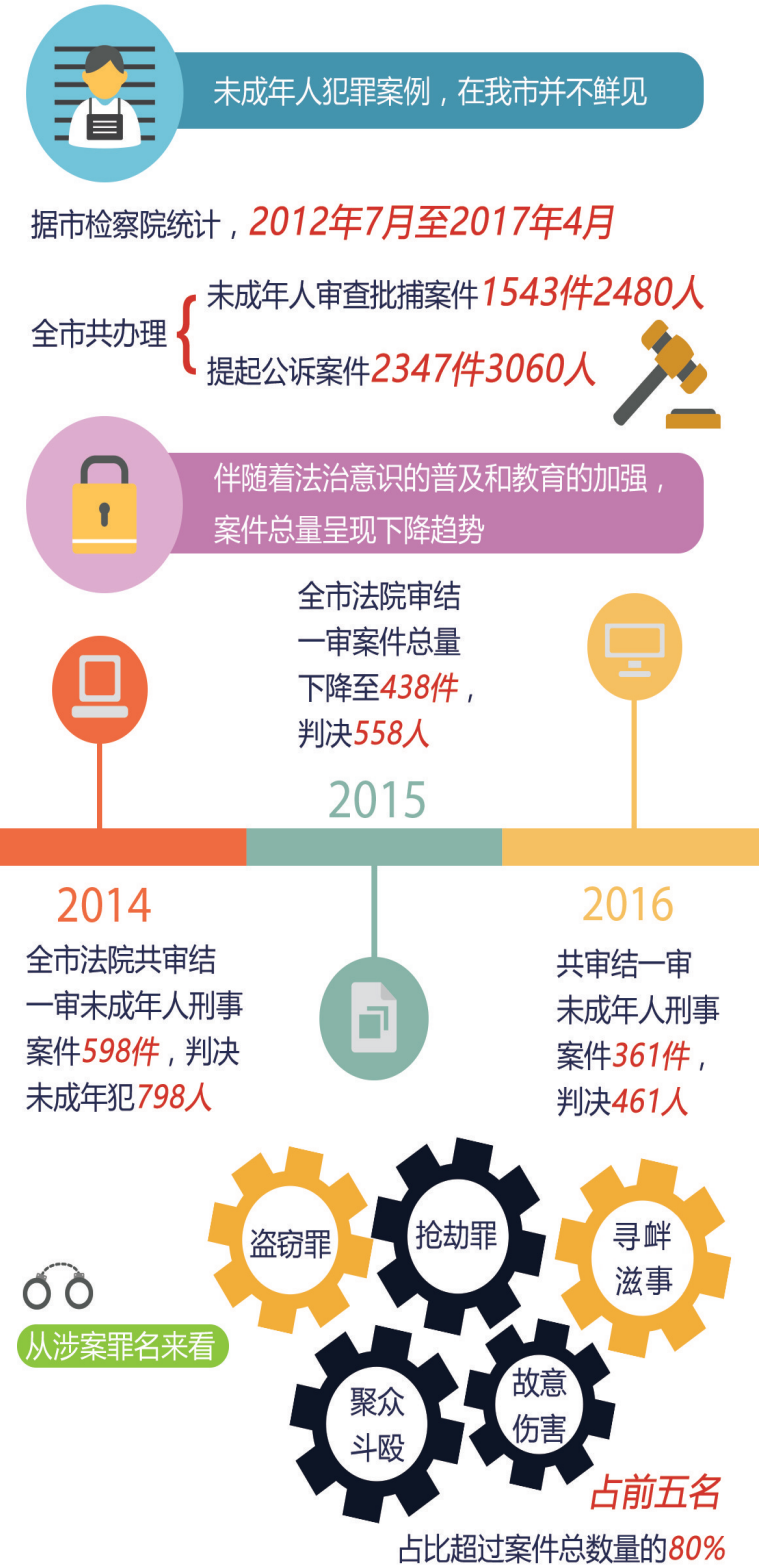 未成年人犯罪案例，在我市并不鲜见
据市检察院统计，2012年7月至2017年4月
全市共办理
未成年人审查批捕案件1543件2480人
提起公诉案件2347件3060人
伴随着法治意识的普及和教育的加强，
案件总量呈现下降趋势
2014
全市法院共审结
一审未成年人刑事
案件598件，判决
未成年犯798人
全市法院审结
一审案件总量
下降至438件，
判决558人
2015
2016
共审结一审
未成年人刑事
案件361件，
判决461人
从涉案罪名来看
盗窃罪
抢劫罪
寻衅
滋事
聚众
斗殴
故意
伤害
占前五名
占比超过案件总数量的80%